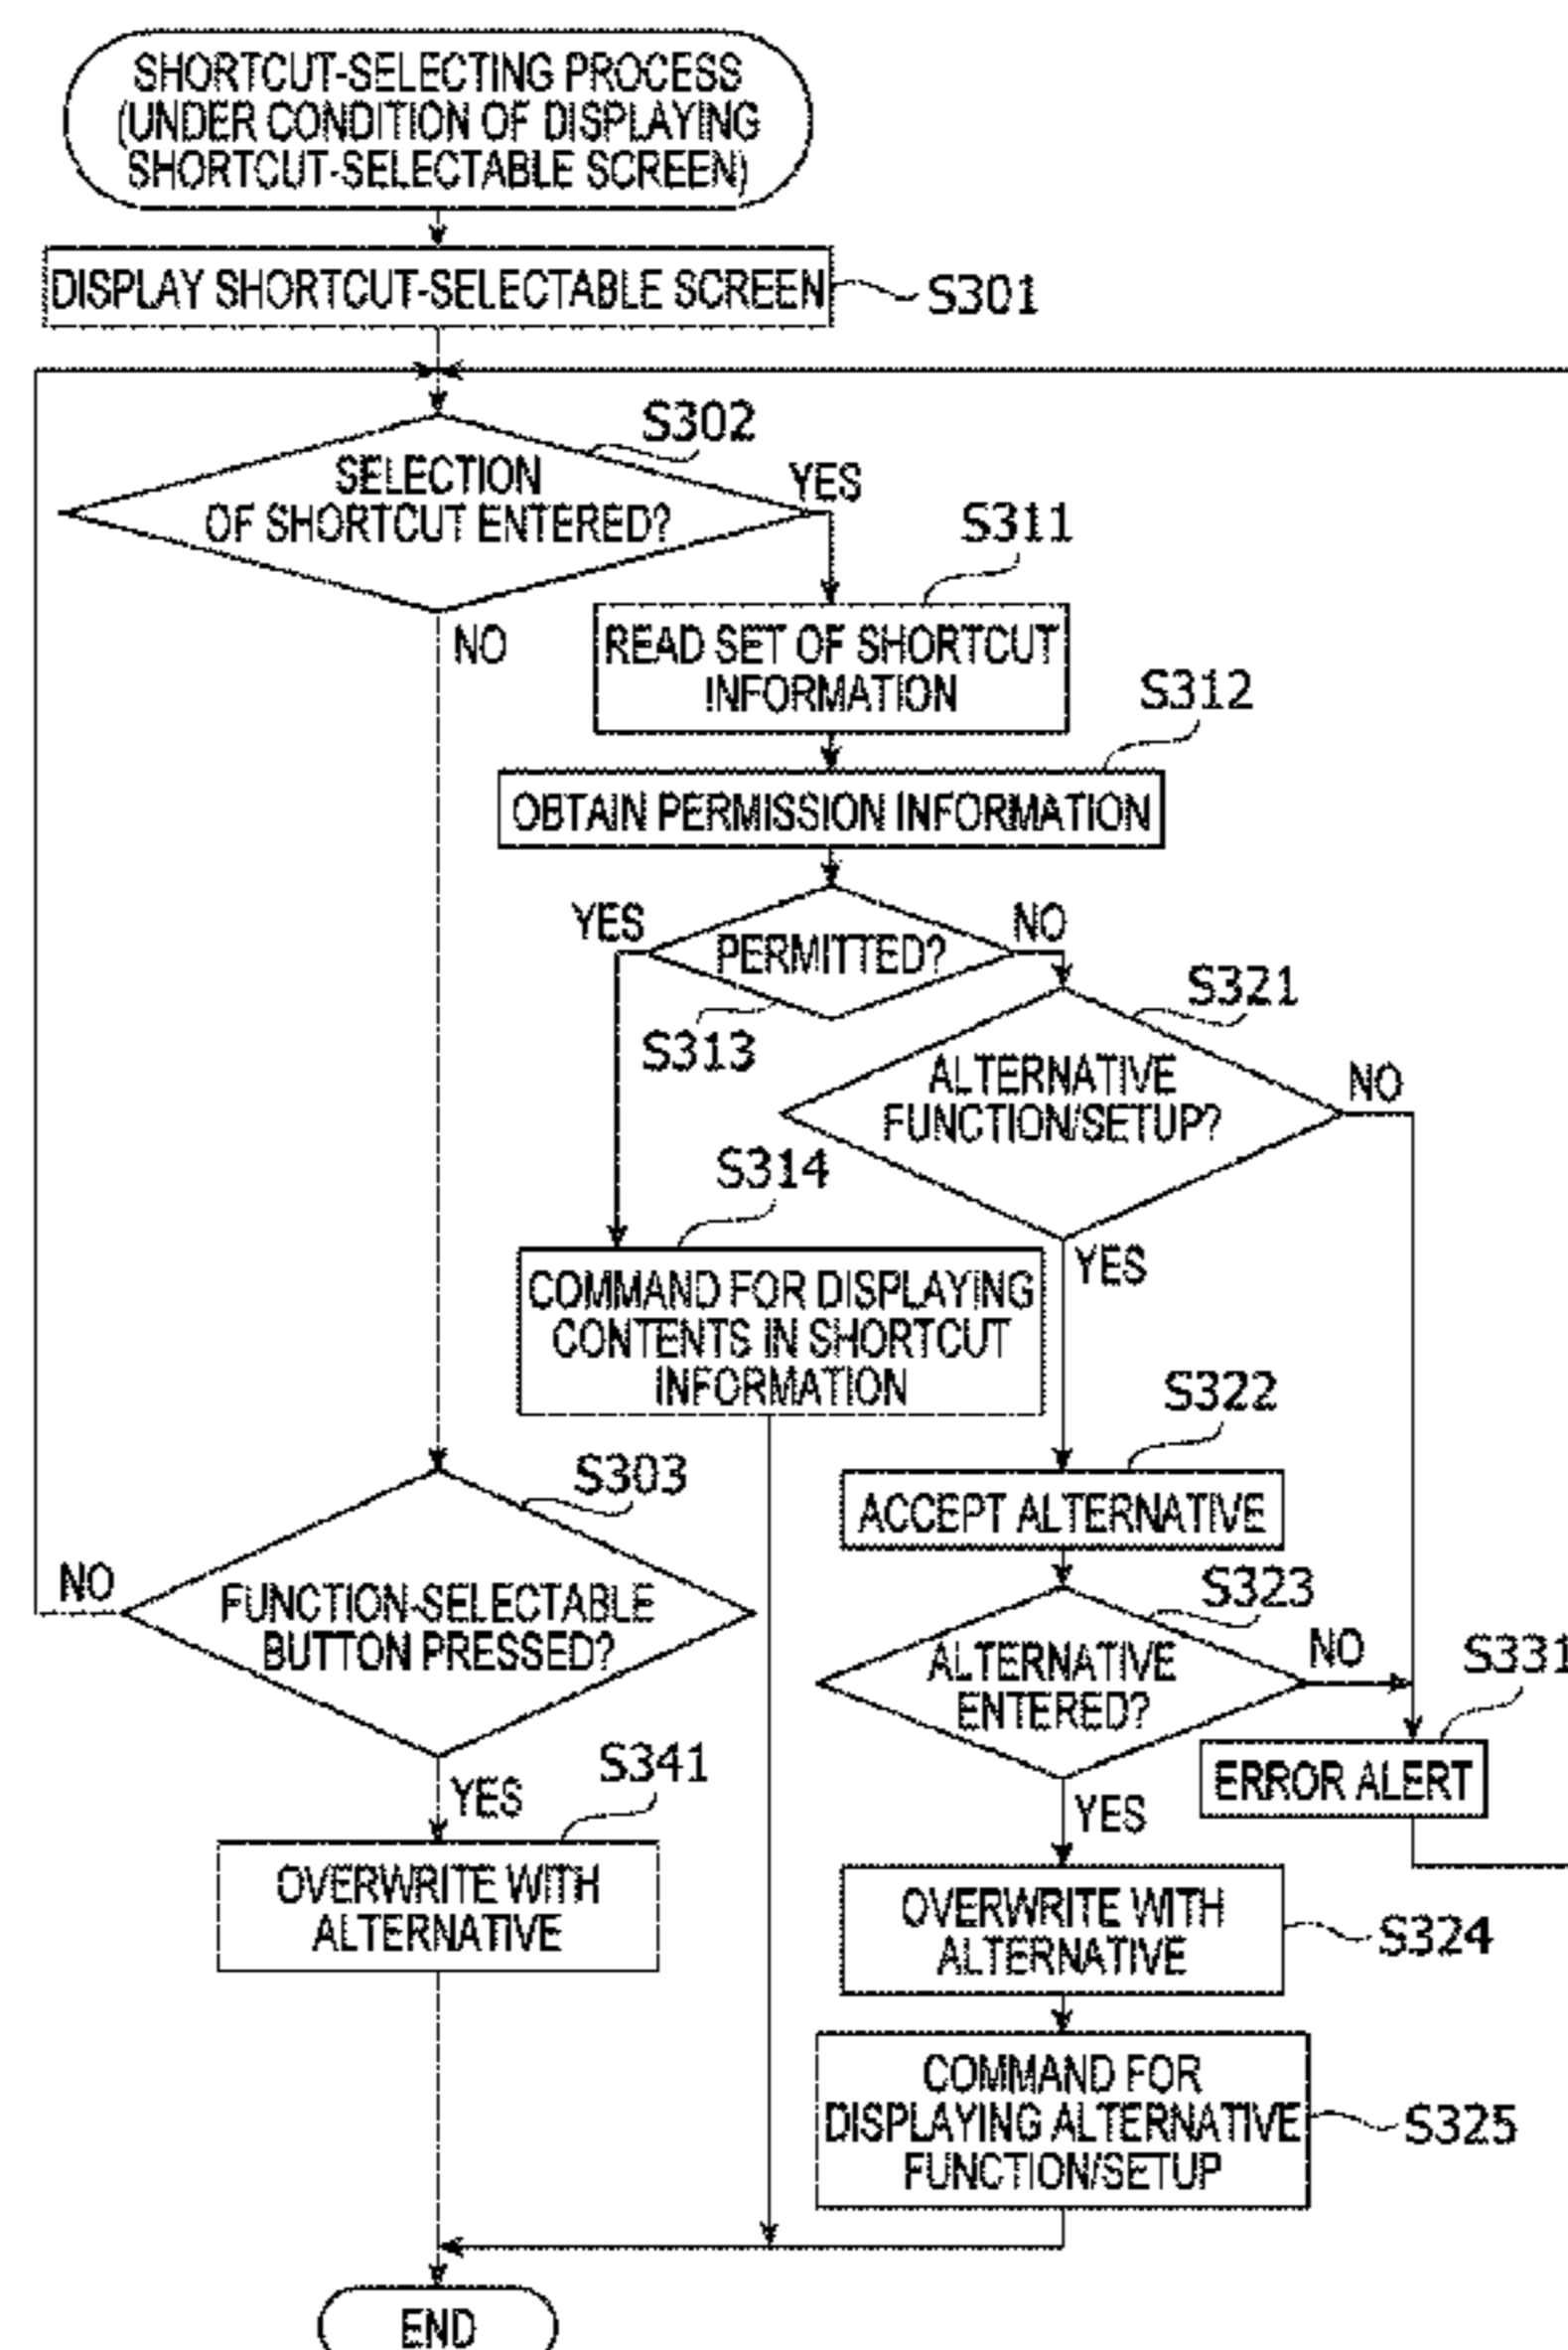 SHORTCUT-SELECTING PROCESS
(UNDER CONDITION OF DISPLAYING
SHORTCUT-SELECTABLE SCREEN)
DISPLAY SHORTCUT-SELECTABLE SCREEN
S301
S302
SELECTION
OF SHORTCUT ENTERED?
YES
NO
S311
READ SET OF SHORTCUT
INFORMATION
S312
OBTAIN PERMISSION INFORMATION
YES
PERMITTED?
NO
S313
S321
ALTERNATIVE
FUNCTION/SETUP?
NO
YES
S314
COMMAND FOR DISPLAYING
CONTENTS IN SHORTCUT
INFORMATION
S322
ACCEPT ALTERNATIVE
S303
NO
FUNCTION-SELECTABLE
BUTTON PRESSED?
YES
S323
ALTERNATIVE
ENTERED?
NO
YES
S331
ERROR ALERT
S341
OVERWRITE WITH
ALTERNATIVE
OVERWRITE WITH
ALTERNATIVE
S324
COMMAND FOR
DISPLAYING ALTERNATIVE
FUNCTION/SETUP
S325
END